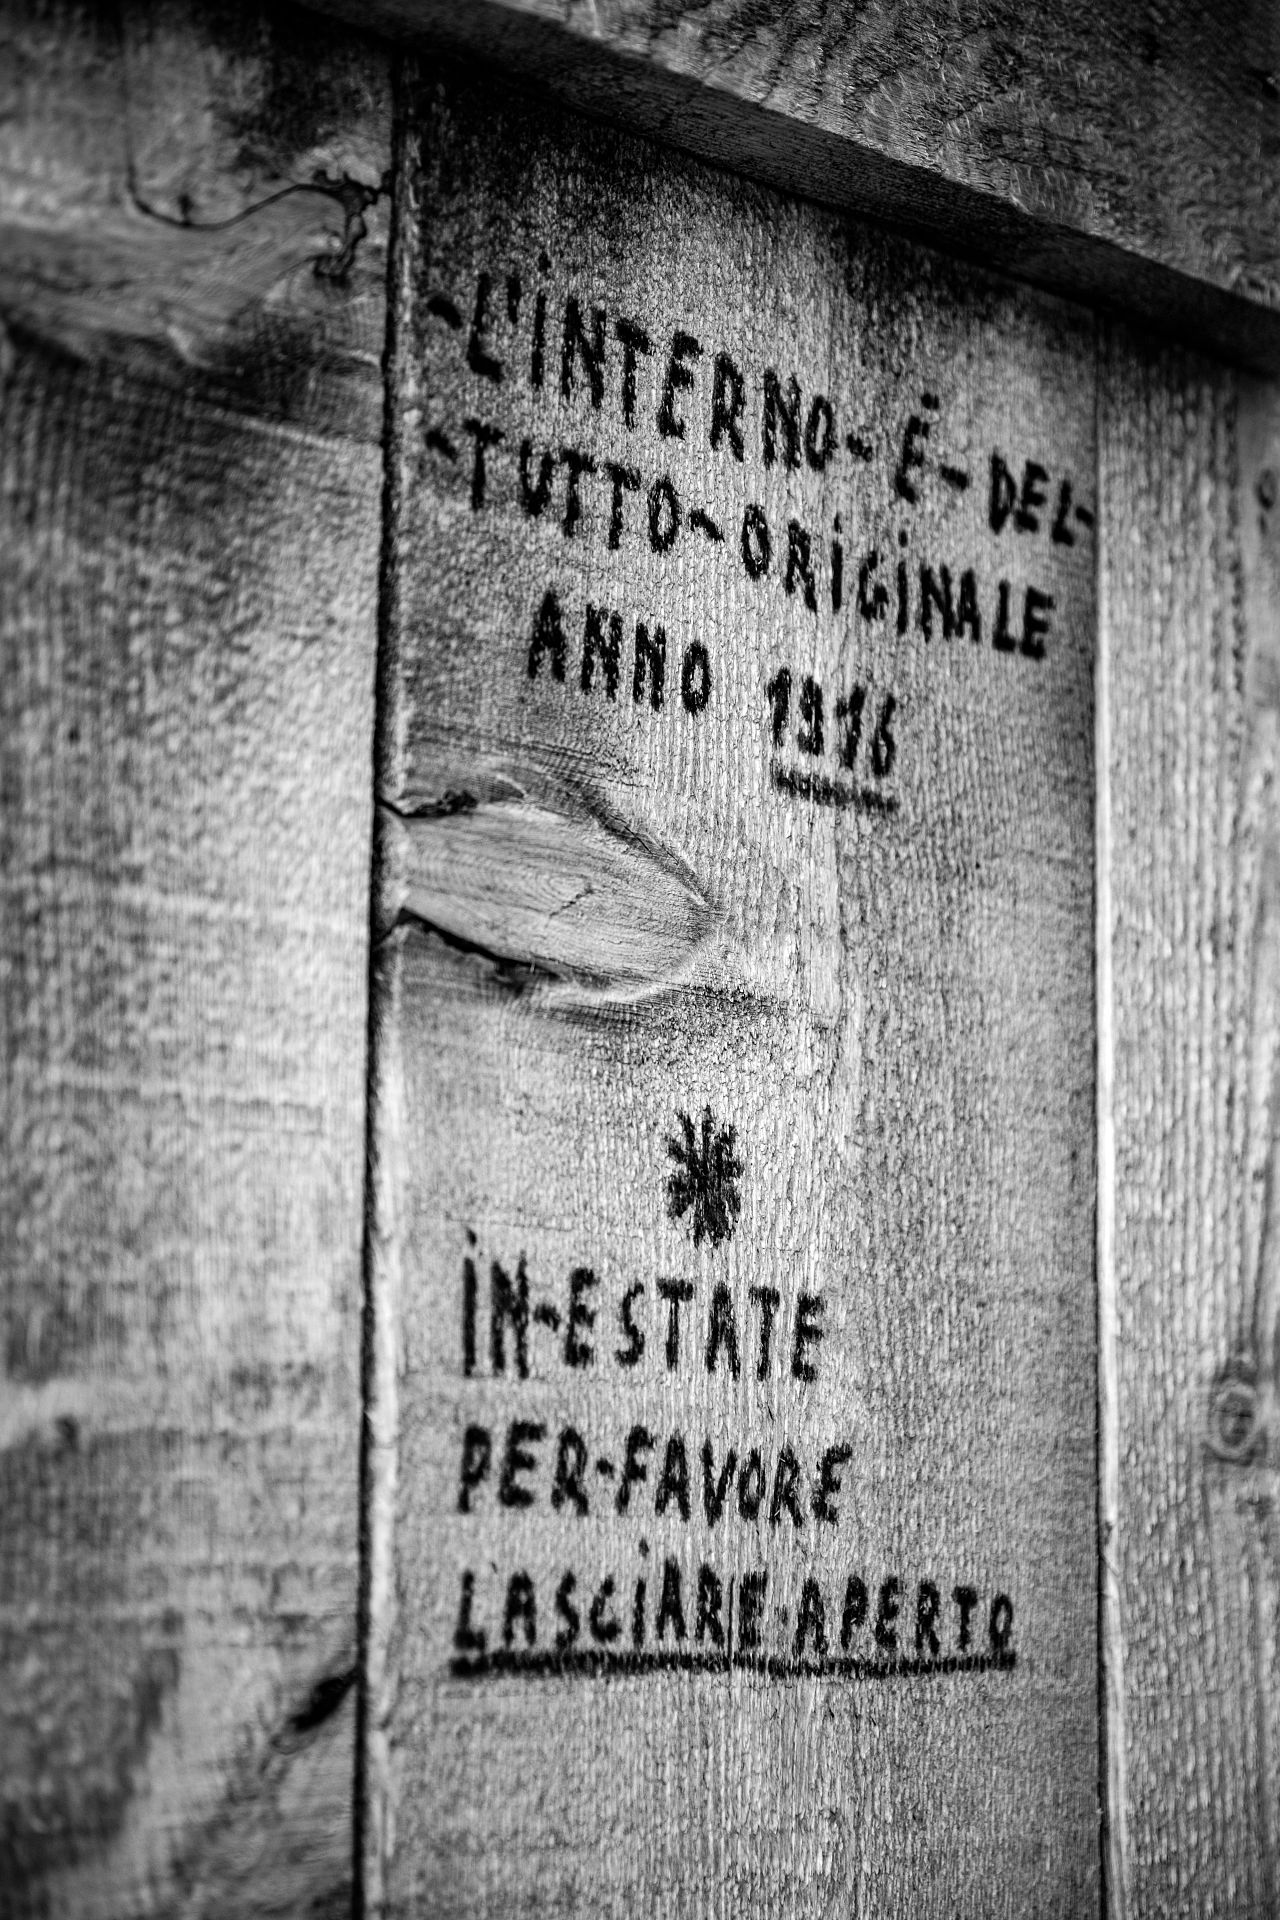 -L'INTERNO-È-DEL-
-TUTTO-ORIGINALE
ANNO 1916
*
IN-ESTATE
PER-FAVORE
LASCIARE-APERTO